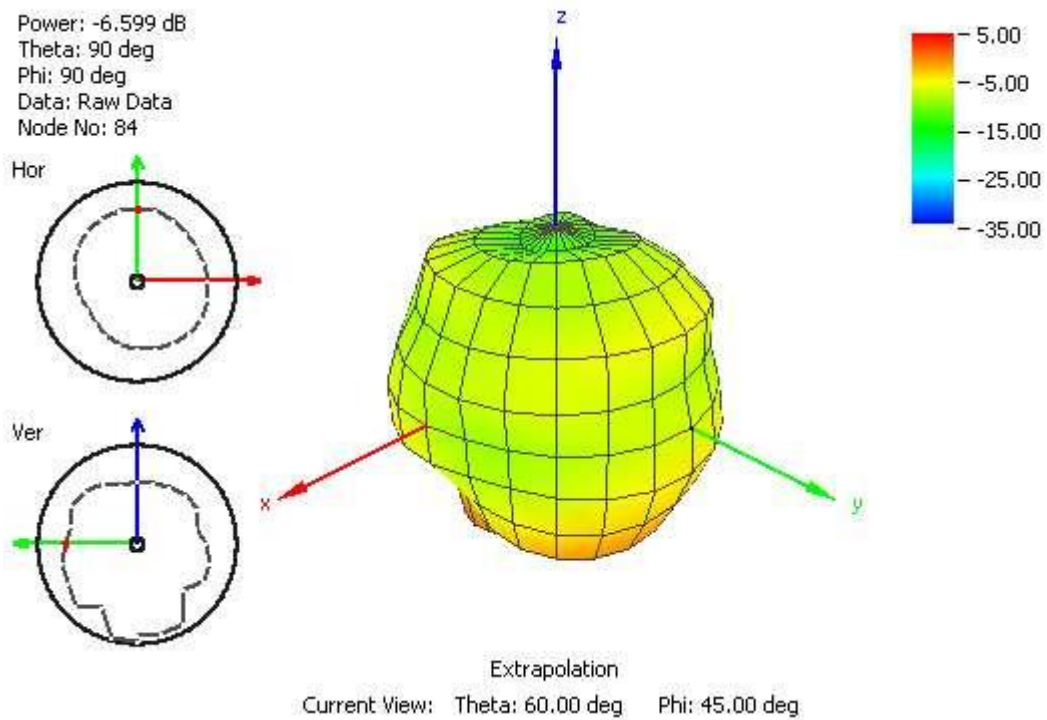 Power: -6.599 dB
Theta: 90 deg
Phi: 90 deg
Data: Raw Data
Node No: 84
Hor
Ver
z
x
y
5.00
-5.00
-15.00
-25.00
-35.00
Extrapolation
Current View: Theta: 60.00 deg Phi: 45.00 deg